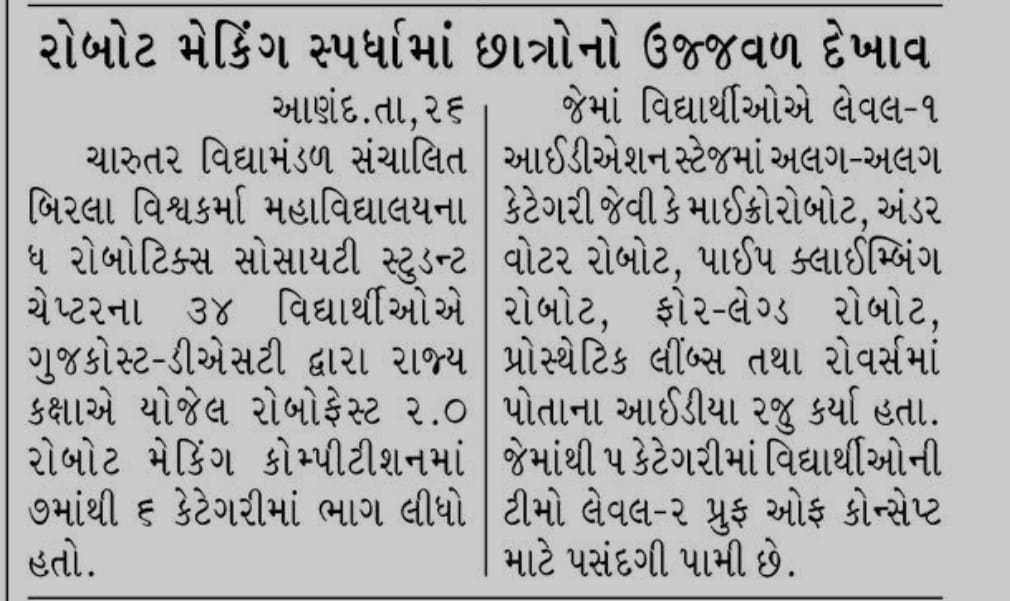 રોબોટ મેકિંગ સ્પર્ધામાં છાત્રોનો ઉજ્જવળ દેખાવ
આણંદ.તા,૨૬
ચારુતર વિદ્યામંડળ સંચાલિત
બિરલા વિશ્વકર્મા મહાવિદ્યાલયના
ધ રોબોટિક્સ સોસાયટી સ્ટુડન્ટ
ચેપ્ટરના ૩૪ વિદ્યાર્થીઓએ
ગુજકોસ્ટ-ડીએસટી દ્વારા રાજ્ય
કક્ષાએ યોજેલ રોબોફેસ્ટ ૨.૦
રોબોટ મેકિંગ કોમ્પીટીશનમાં
૭માંથી ૬ કેટેગરીમાં ભાગ લીધો
હતો.
જેમાં વિદ્યાર્થીઓએ લેવલ-૧
આઈડીએશન સ્ટેજમાં અલગ-અલગ
કેટેગરી જેવી કે માઈક્રોરોબોટ, અંડર
વોટર રોબોટ, પાઈપ ક્લાઈમ્બિંગ
રોબોટ, ફોર-લેગ્ડ રોબોટ,
પ્રોસ્થેટિક લીંબ્સ તથા રોવર્સમાં
પોતાના આઈડીયા રજુ કર્યા હતા.
જેમાંથી ૫ કેટેગરીમાં વિદ્યાર્થીઓની
ટીમો લેવલ-૨ પ્રુફ ઓફ કોન્સેપ્ટ
માટે પસંદગી પામી છે.